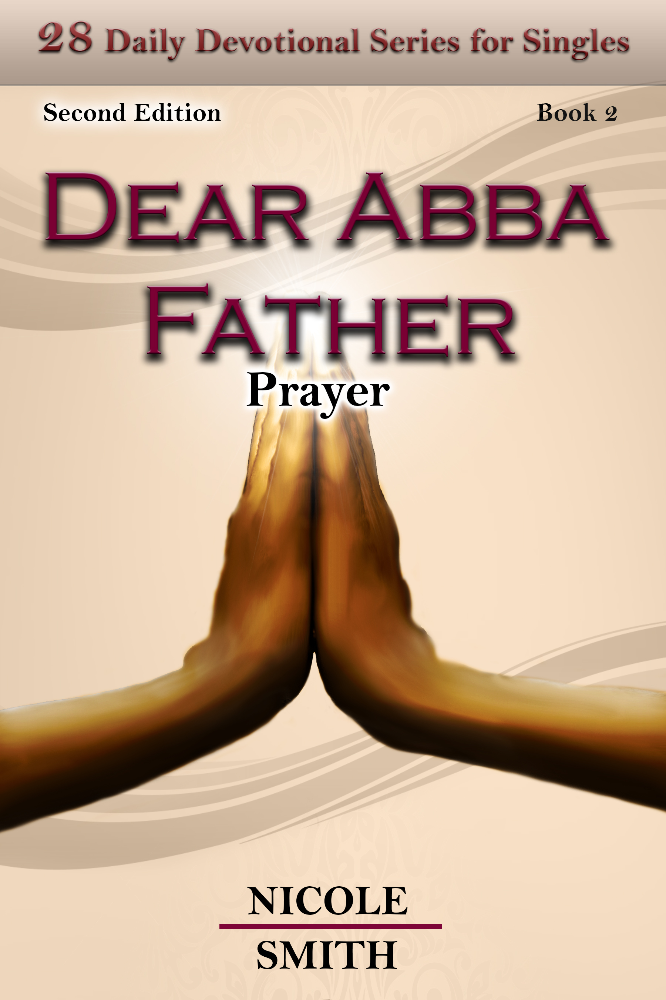 28 Daily Devotional Series for Singles
Second Edition
Book 2
DEAR ABBA
FATHER
Prayer
NICOLE
SMITH